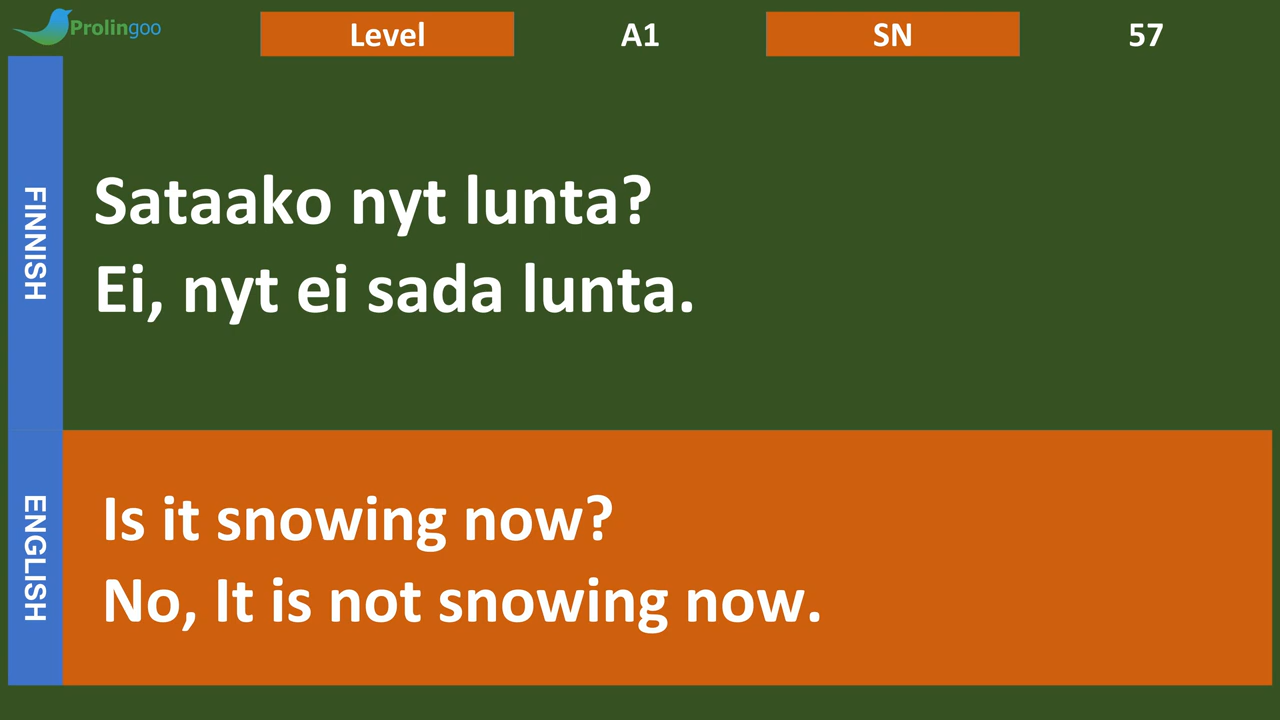 Prolingoo
Level
A1
SN
57
FINNISH
Sataako nyt lunta?
Ei, nyt ei sada lunta.
ENGLISH
Is it snowing now?
No, It is not snowing now.